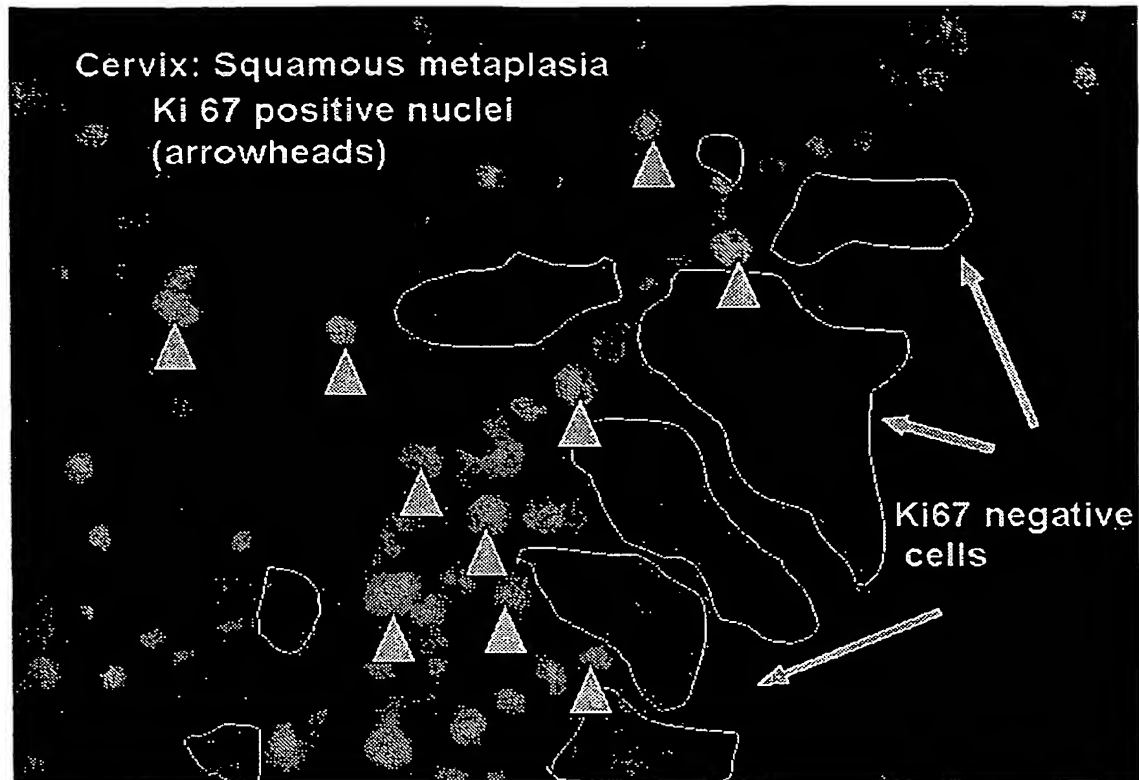 Cervix: Squamous metaplasia
Ki 67 positive nuclei
(arrowheads)
Ki67 negative
cells